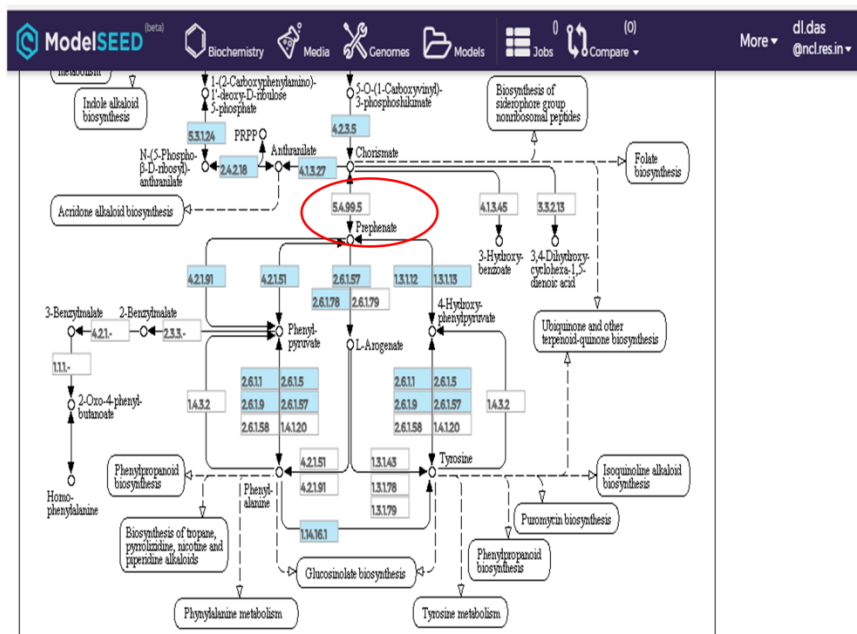 ModelSEED (beta)
Biochemistry
Media
Genomes
Models
Jobs
0
Compare
(0)
More
dl.das
@ncl.res.in
metabolism
Indole alkaloid
biosynthesis
1-(2-Carboxyphenylamino)-
1'-deoxy-D-ribulose
5-phosphate
5-O-(1-Carboxyvinyl)-
3-phosphoshikimate
Biosynthesis of
siderophore group
nonribosomal peptides
5.3.1.24
PRPP
4.2.3.5
N-(5-Phospho-
β-D-ribosyl)-
anthranilate
2.4.2.18
Anthranilate
4.1.3.27
Chorismate
Folate
biosynthesis
Acridone alkaloid biosynthesis
5.4.99.5
4.1.3.45
3.3.2.13
Prephenate
3-Hydroxy-
benzoate
3,4-Dihydroxy-
cyclohexa-1,5-
dienoic acid
4.2.1.91
4.2.1.51
2.6.1.57
1.3.1.12
1.3.1.13
2.6.1.78
2.6.1.79
3-Benzylmalate
2-Benzylmalate
4-Hydroxy-
phenylpyruvate
4.2.1.-
2.3.3.-
Phenyl-
pyruvate
L-Arogenate
Ubiquinone and other
terpenoid-quinone biosynthesis
1.1.1.-
2-Oxo-4-phenyl-
butanoate
1.4.3.2
2.6.1.1
2.6.1.5
2.6.1.9
2.6.1.57
2.6.1.58
1.4.1.20
2.6.1.1
2.6.1.5
2.6.1.9
2.6.1.57
2.6.1.58
1.4.1.20
1.4.3.2
Homo-
phenylalanine
Phenylpropanoid
biosynthesis
4.2.1.51
4.2.1.91
1.3.1.43
1.3.1.78
1.3.1.79
Tyrosine
Isoquinoline alkaloid
biosynthesis
Phenyl-
alanine
Puromycin biosynthesis
Biosynthesis of tropane,
pyrrolizidine, nicotine and
piperidine alkaloids
1.14.16.1
Phenylpropanoid
biosynthesis
Glucosinolate biosynthesis
Phynylalanine metabolism
Tyrosine metabolism